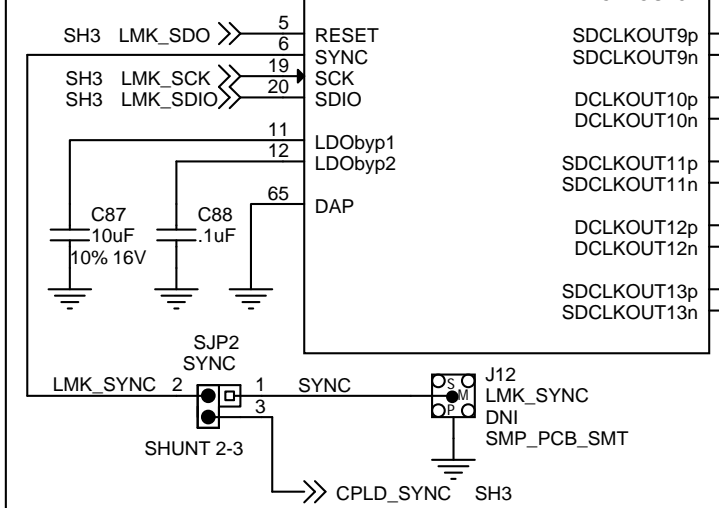 SH3 LMK_SDO 5 RESET SDCLKOUT9p
6 SYNC SDCLKOUT9n
SH3 LMK_SCK 19 SCK
SH3 LMK_SDIO 20 SDIO DCLKOUT10p
DCLKOUT10n
11 LDObyp1
12 LDObyp2 SDCLKOUT11p
SDCLKOUT11n
65 DAP
C87 C88 DCLKOUT12p
10uF .1uF DCLKOUT12n
10% 16V
SDCLKOUT13p
SDCLKOUT13n
SJP2
SYNC
J12
LMK_SYNC 2 1 SYNC S M P LMK_SYNC
3 DNI
SHUNT 2-3 SMP_PCB_SMT
CPLD_SYNC SH3